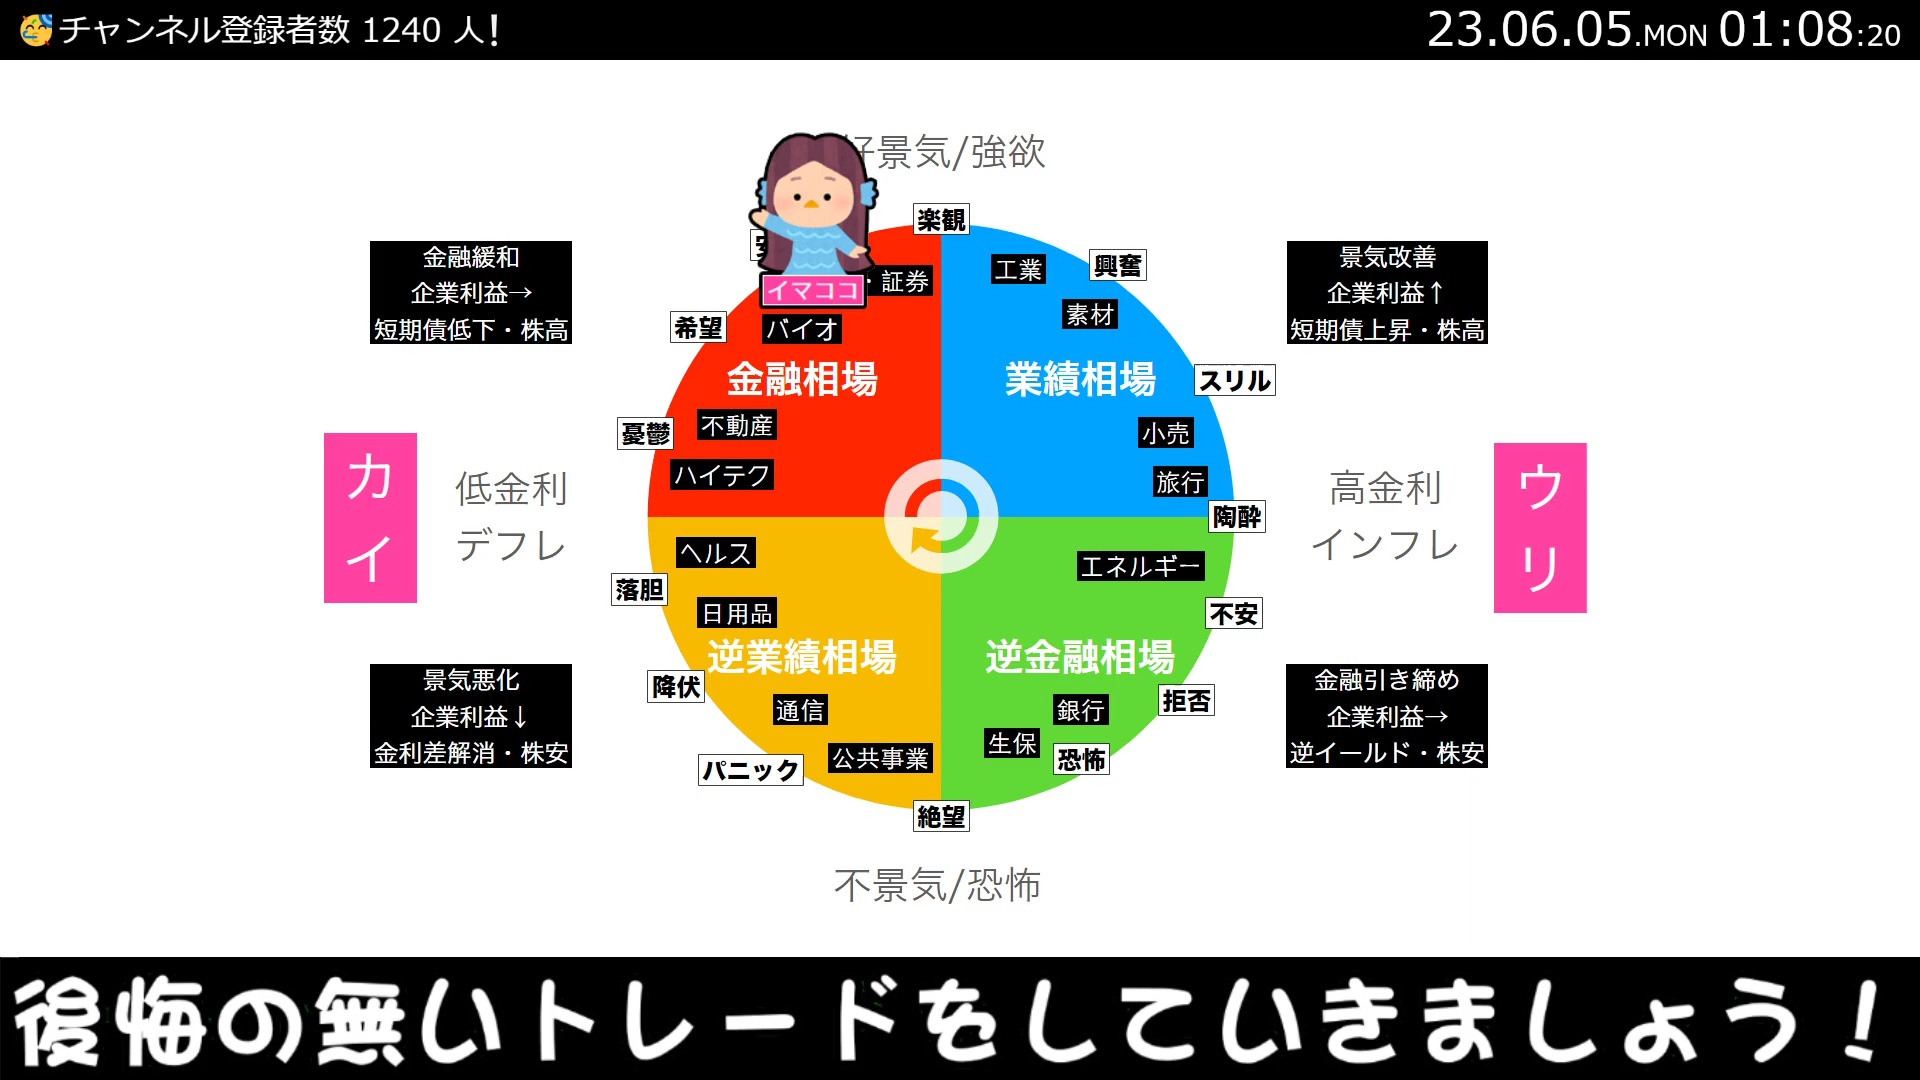 チャンネル登録者数 1240 人!
23.06.05.MON 01:08:20
好景気/強欲
楽観
金融緩和
企業利益→
短期債低下・株高
イマココ
・証券
工業
興奮
景気改善
企業利益↑
短期債上昇・株高
希望
バイオ
素材
金融相場
業績相場
スリル
憂鬱
不動産
小売
ハイテク
旅行
カイ
低金利
デフレ
陶酔
高金利
インフレ
ウリ
ヘルス
エネルギー
落胆
日用品
不安
逆業績相場
逆金融相場
降伏
通信
銀行
拒否
景気悪化
企業利益↓
金利差解消・株安
金融引き締め
企業利益→
逆イールド・株安
パニック
公共事業
生保
恐怖
絶望
不景気/恐怖
後悔の無いトレードをしていきましょう!